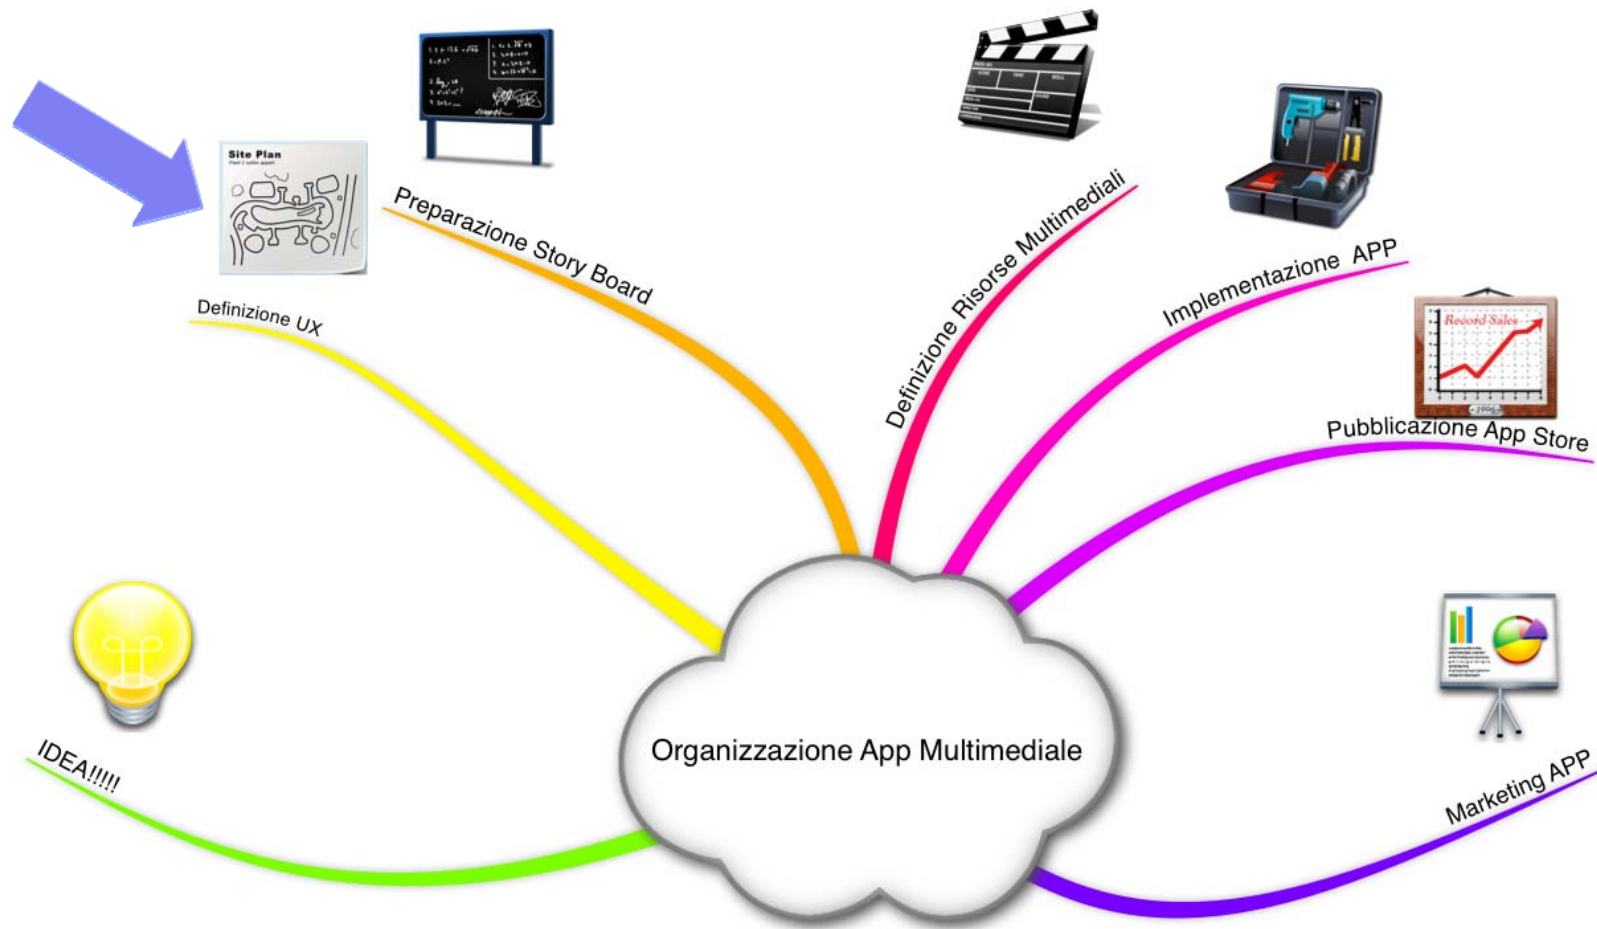 Site Plan
Preparazione Story Board
Definizione UX
IDEA!!!!!
Definizione Risorse Multimediali
Implementazione APP
Record Sales
1996
Pubblicazione App Store
Organizzazione App Multimediale
Marketing APP